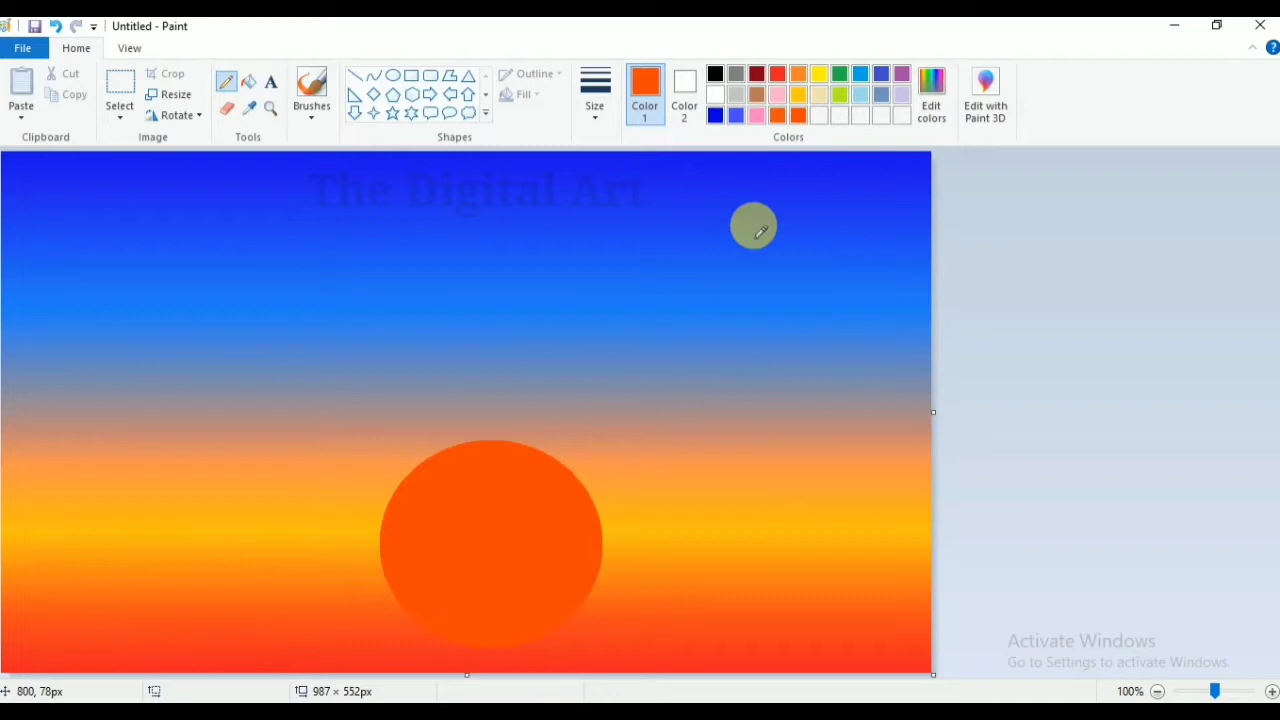 Untitled - Paint
File Home View
Paste
Cut
Copy
Clipboard
Select
Crop
Resize
Rotate
Image
A
Tools
Brushes
Outline
Fill
Shapes
Size
Color 1
Color 2
Edit colors
Colors
Edit with Paint 3D
The Digital Art
Activate Windows
Go to Settings to activate Windows.
800, 78px 987 × 552px 100%